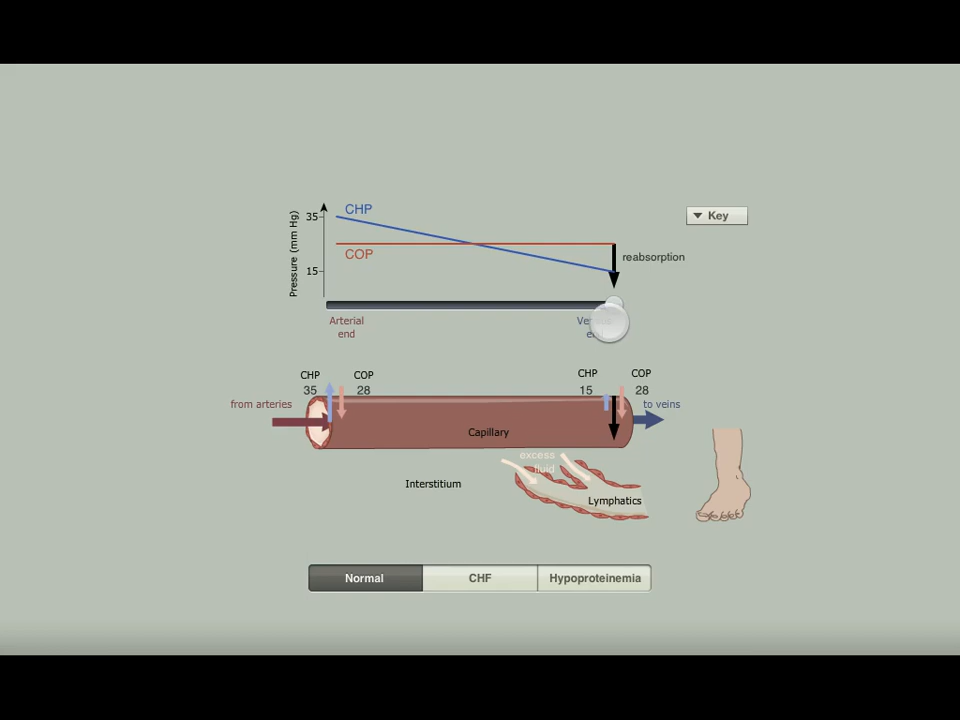 CHP
35
Pressure (mm Hg)
COP
15
Key
reabsorption
Arterial
end
CHP
35
COP
28
CHP
15
COP
28
from arteries
to veins
Capillary
excess
fluid
Interstitium
Lymphatics
Normal
CHF
Hypoproteinemia